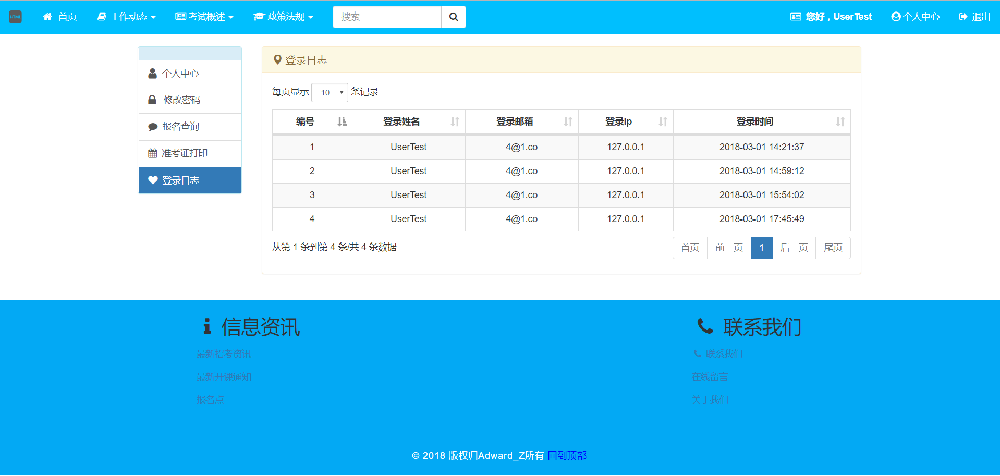 HTML 首页 工作动态 考试概述 政策法规 搜索 您好，UserTest 个人中心 退出
个人中心
修改密码
报名查询
准考证打印
登录日志
登录日志
每页显示 10 条记录
编号 登录姓名 登录邮箱 登录ip 登录时间
1 UserTest 4@1.co 127.0.0.1 2018-03-01 14:21:37
2 UserTest 4@1.co 127.0.0.1 2018-03-01 14:59:12
3 UserTest 4@1.co 127.0.0.1 2018-03-01 15:54:02
4 UserTest 4@1.co 127.0.0.1 2018-03-01 17:45:49
从第 1 条到第 4 条/共 4 条数据
首页 前一页 1 后一页 尾页
信息资讯
最新招考资讯
最新开课通知
报名点
联系我们
联系我们
在线留言
关于我们
© 2018 版权归Adward_Z所有 回到顶部